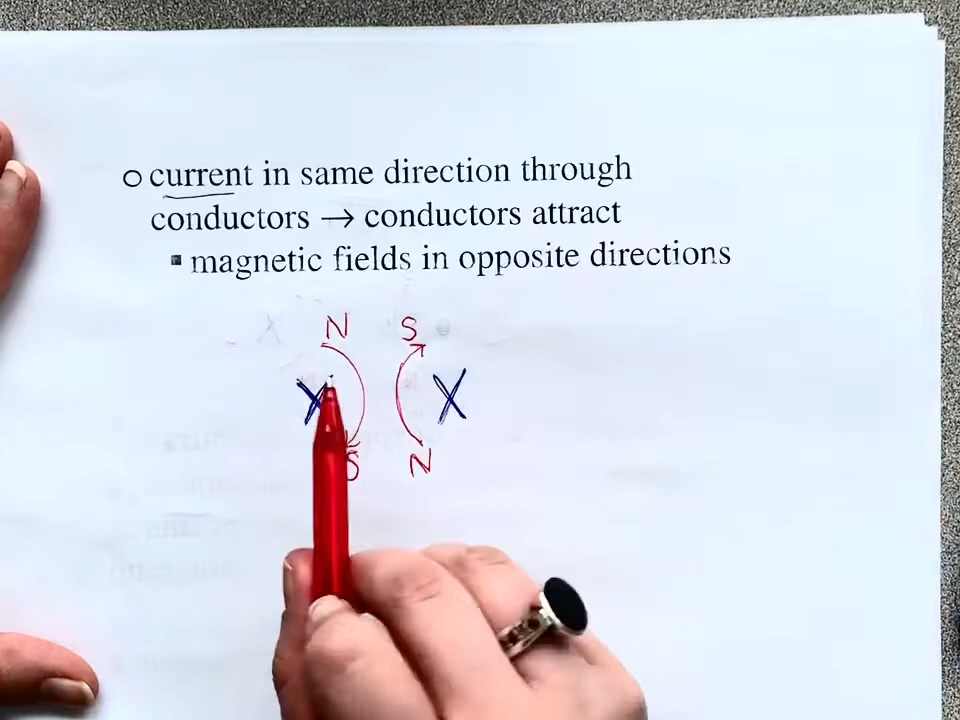 o current in same direction through
conductors → conductors attract
▪ magnetic fields in opposite directions
N S
X X
S N